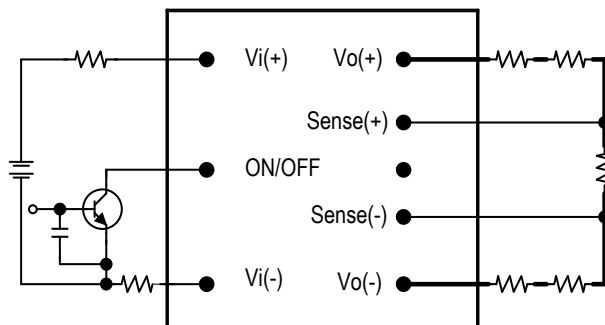 Vi(+) Vo(+)
Sense(+)
ON/OFF
Sense(-)
Vi(-) Vo(-)